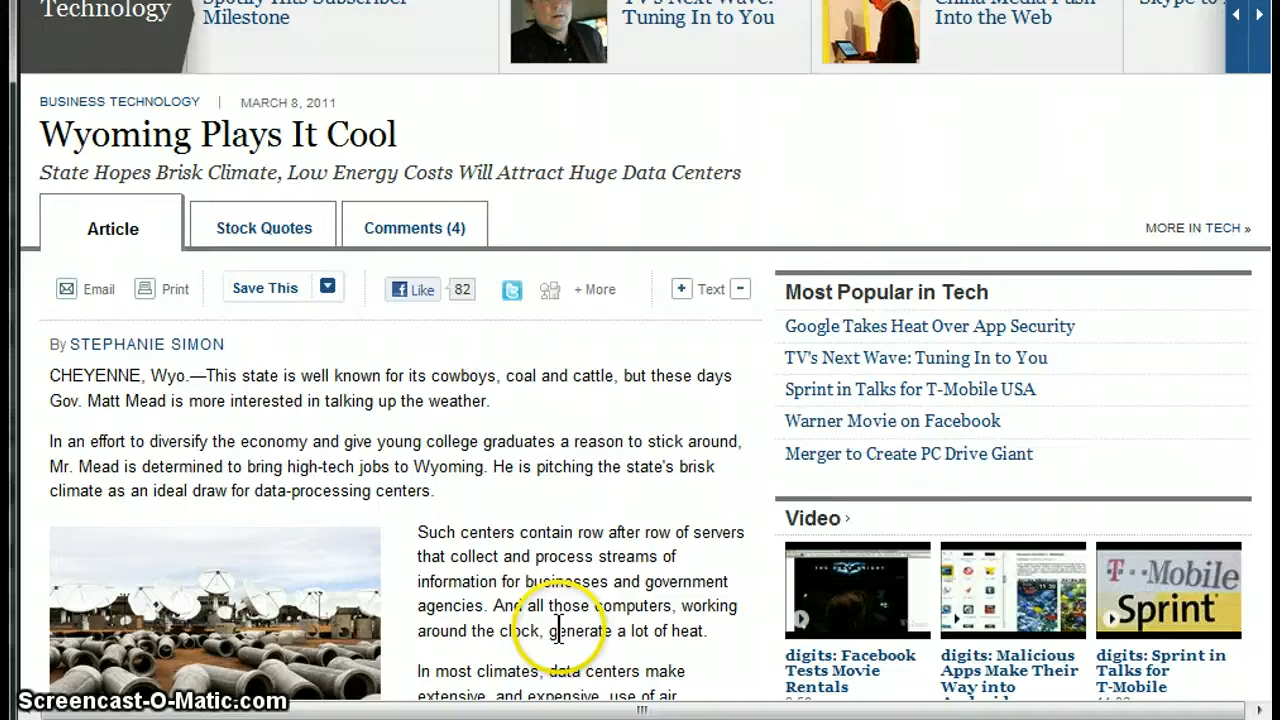 Technology
Spotify Hits Subscriber
Milestone
TV's Next Wave:
Tuning In to You
China Media Push
Into the Web
Skype to
BUSINESS TECHNOLOGY | MARCH 8, 2011
Wyoming Plays It Cool
State Hopes Brisk Climate, Low Energy Costs Will Attract Huge Data Centers
Article
Stock Quotes
Comments (4)
MORE IN TECH »
Email
Print
Save This
Like
82
+ More
+ Text -
By STEPHANIE SIMON
CHEYENNE, Wyo.—This state is well known for its cowboys, coal and cattle, but these days
Gov. Matt Mead is more interested in talking up the weather.
In an effort to diversify the economy and give young college graduates a reason to stick around,
Mr. Mead is determined to bring high-tech jobs to Wyoming. He is pitching the state's brisk
climate as an ideal draw for data-processing centers.
Such centers contain row after row of servers
that collect and process streams of
information for businesses and government
agencies. And all those computers, working
around the clock, generate a lot of heat.
In most climates, data centers make
extensive, and expensive, use of air
Most Popular in Tech
Google Takes Heat Over App Security
TV's Next Wave: Tuning In to You
Sprint in Talks for T-Mobile USA
Warner Movie on Facebook
Merger to Create PC Drive Giant
Video ›
THE
KNIGHT
T··Mobile
Sprint
digits: Facebook
Tests Movie
Rentals
digits: Malicious
Apps Make Their
Way into
digits: Sprint in
Talks for
T-Mobile
Screencast-O-Matic.com